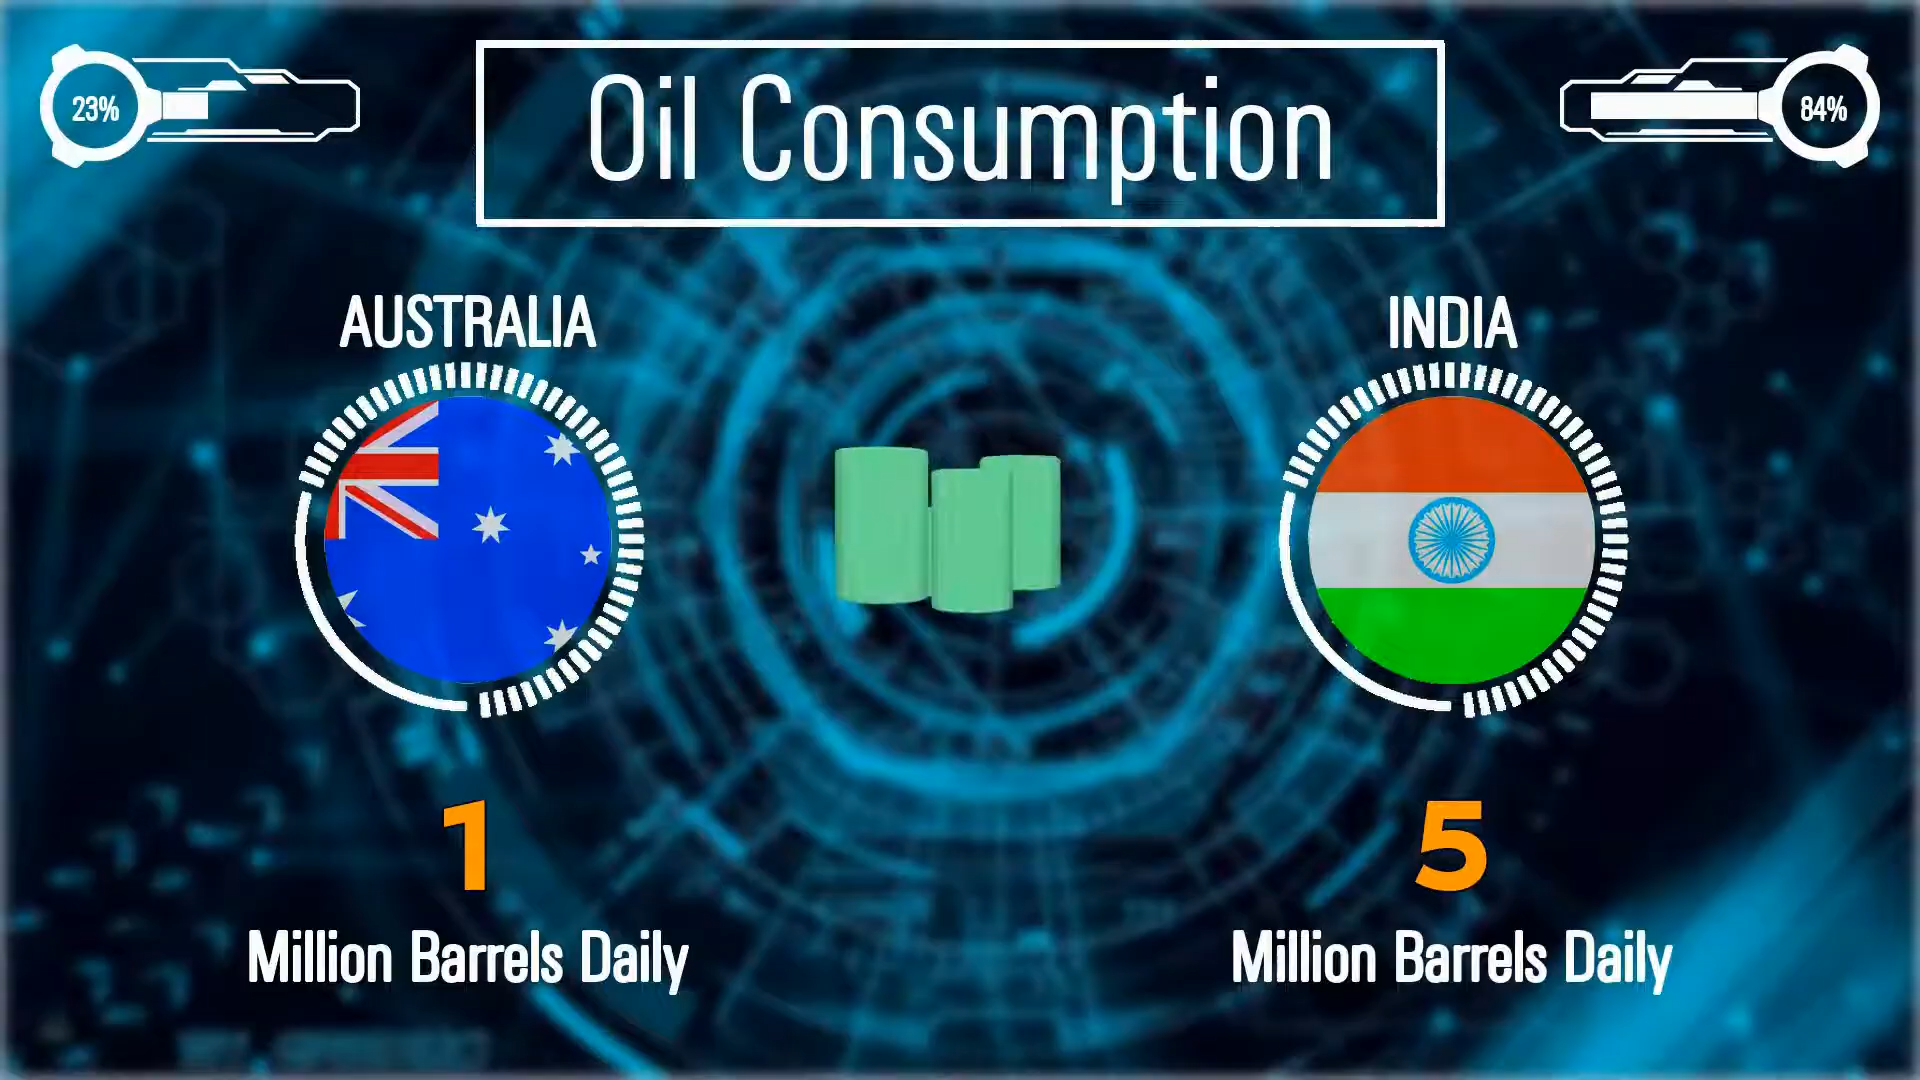 23%
Oil Consumption
84%
AUSTRALIA
INDIA
1
5
Million Barrels Daily
Million Barrels Daily